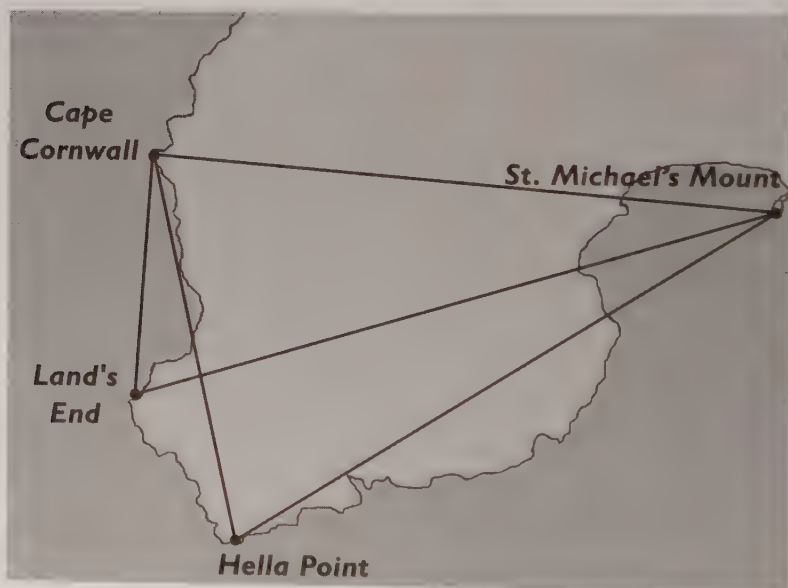 Cape
Cornwall
St. Michael's Mount
Land's
End
Hella Point